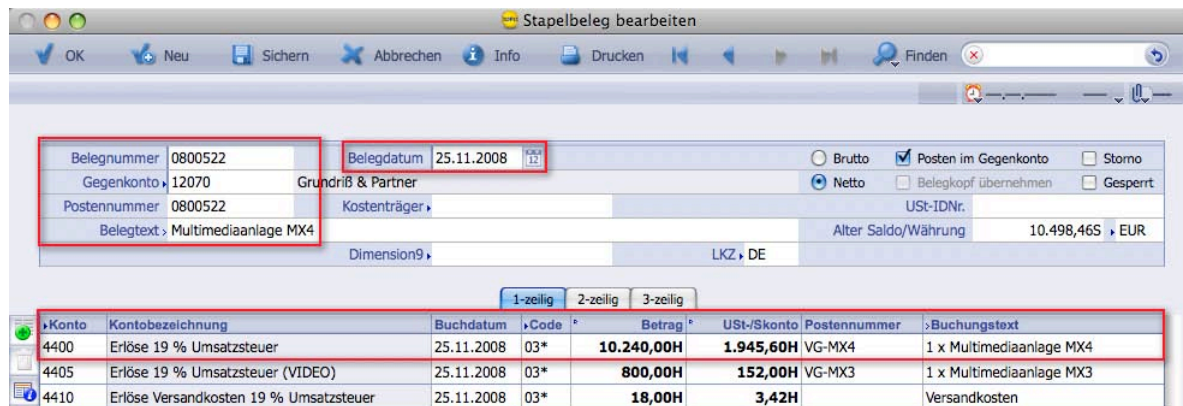 Stapelbeleg bearbeiten
OK Neu Sichern Abbrechen Info Drucken Finden
Belegnummer 0800522 Belegdatum 25.11.2008 12 Brutto Posten im Gegenkonto Storno
Gegenkonto 12070 Grundriß & Partner Netto Belegkopf übernehmen Gesperrt
Postennummer 0800522 Kostenträger USt-IDNr.
Belegtext Multimediaanlage MX4 Alter Saldo/Währung 10.498,46S EUR
Dimension9 LKZ DE
1-zeilig 2-zeilig 3-zeilig
Konto Kontobezeichnung Buchdatum Code Betrag USt-/Skonto Postennummer Buchungstext
4400 Erlöse 19 % Umsatzsteuer 25.11.2008 03* 10.240,00H 1.945,60H VG-MX4 1 x Multimediaanlage MX4
4405 Erlöse 19 % Umsatzsteuer (VIDEO) 25.11.2008 03* 800,00H 152,00H VG-MX3 1 x Multimediaanlage MX3
4410 Erlöse Versandkosten 19 % Umsatzsteuer 25.11.2008 03* 18,00H 3,42H Versandkosten